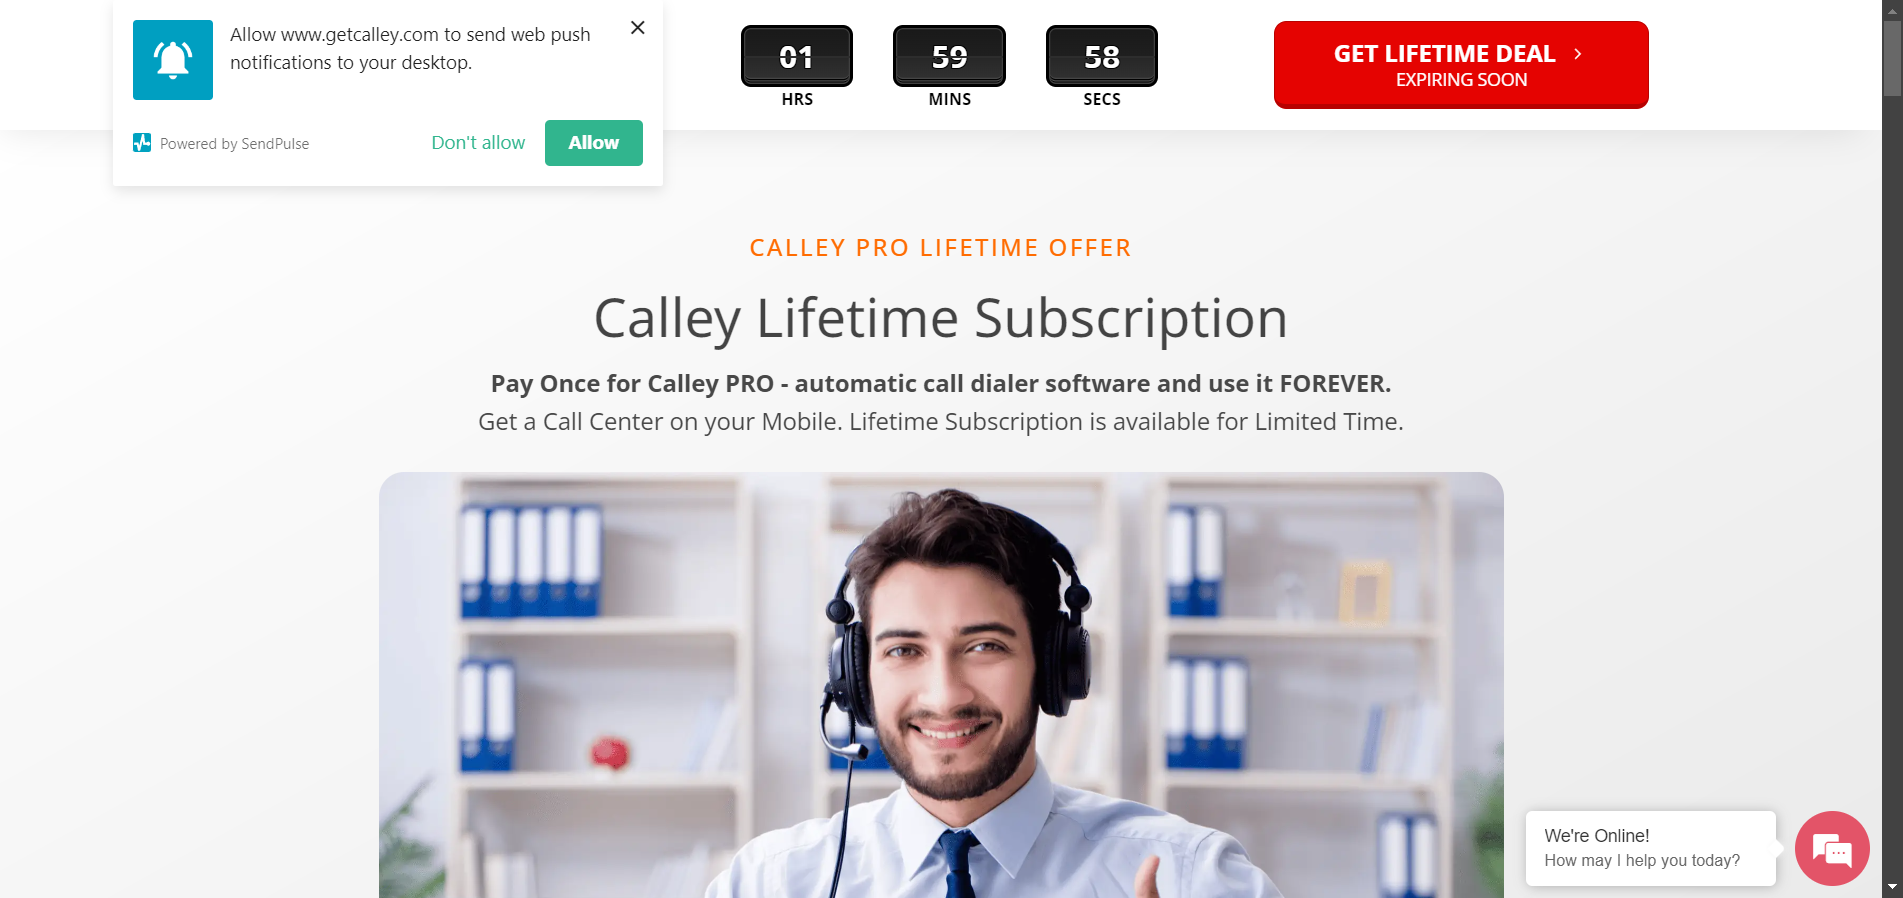 Allow www.getcalley.com to send web push
notifications to your desktop.
Powered by SendPulse
Don't allow
Allow
01
59
58
HRS
MINS
SECS
GET LIFETIME DEAL
EXPIRING SOON
CALLEY PRO LIFETIME OFFER
Calley Lifetime Subscription
Pay Once for Calley PRO - automatic call dialer software and use it FOREVER.
Get a Call Center on your Mobile. Lifetime Subscription is available for Limited Time.
We're Online!
How may I help you today?